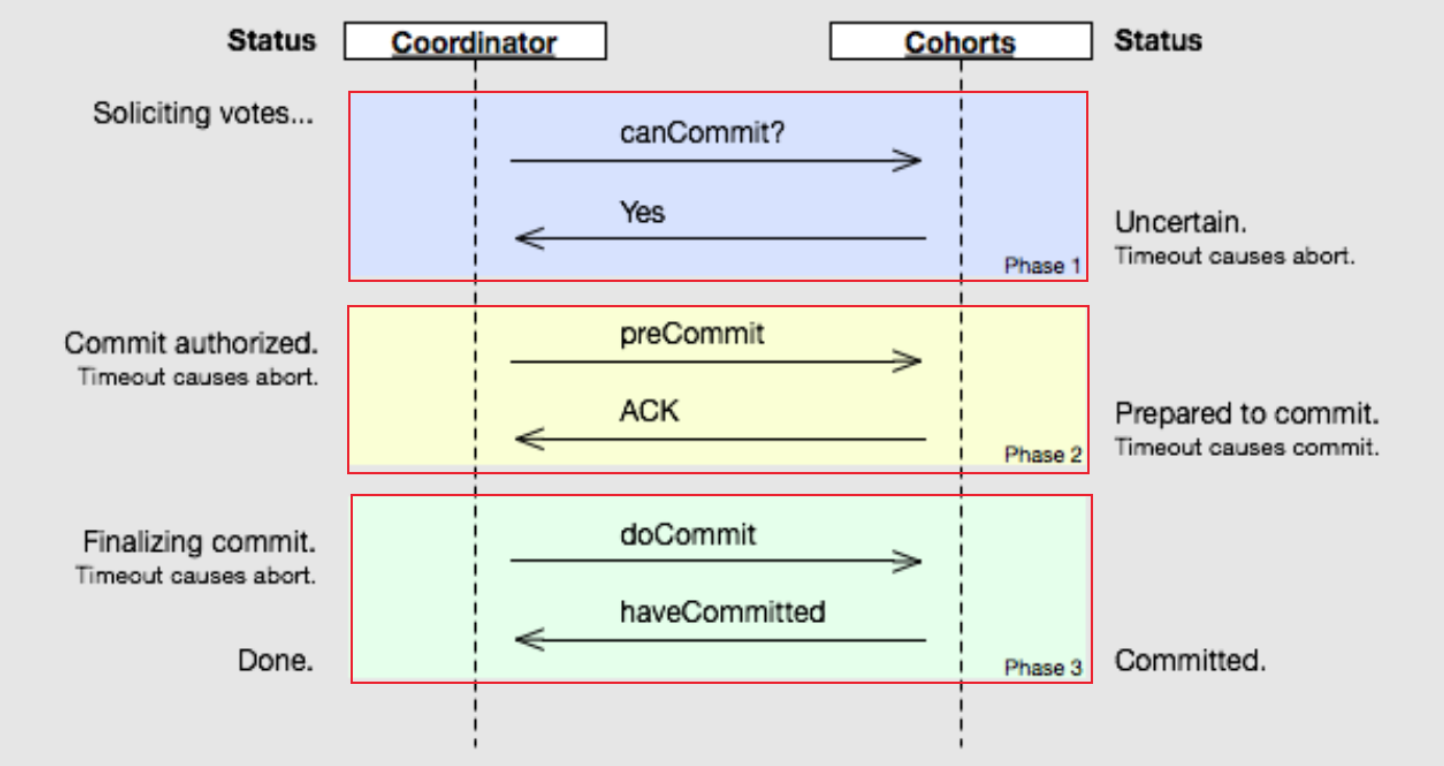 Status
Coordinator
Cohorts
Status
Soliciting votes...
canCommit?
Yes
Uncertain.
Timeout causes abort.
Phase 1
Commit authorized.
Timeout causes abort.
preCommit
ACK
Prepared to commit.
Timeout causes commit.
Phase 2
Finalizing commit.
Timeout causes abort.
doCommit
haveCommitted
Done.
Phase 3
Committed.